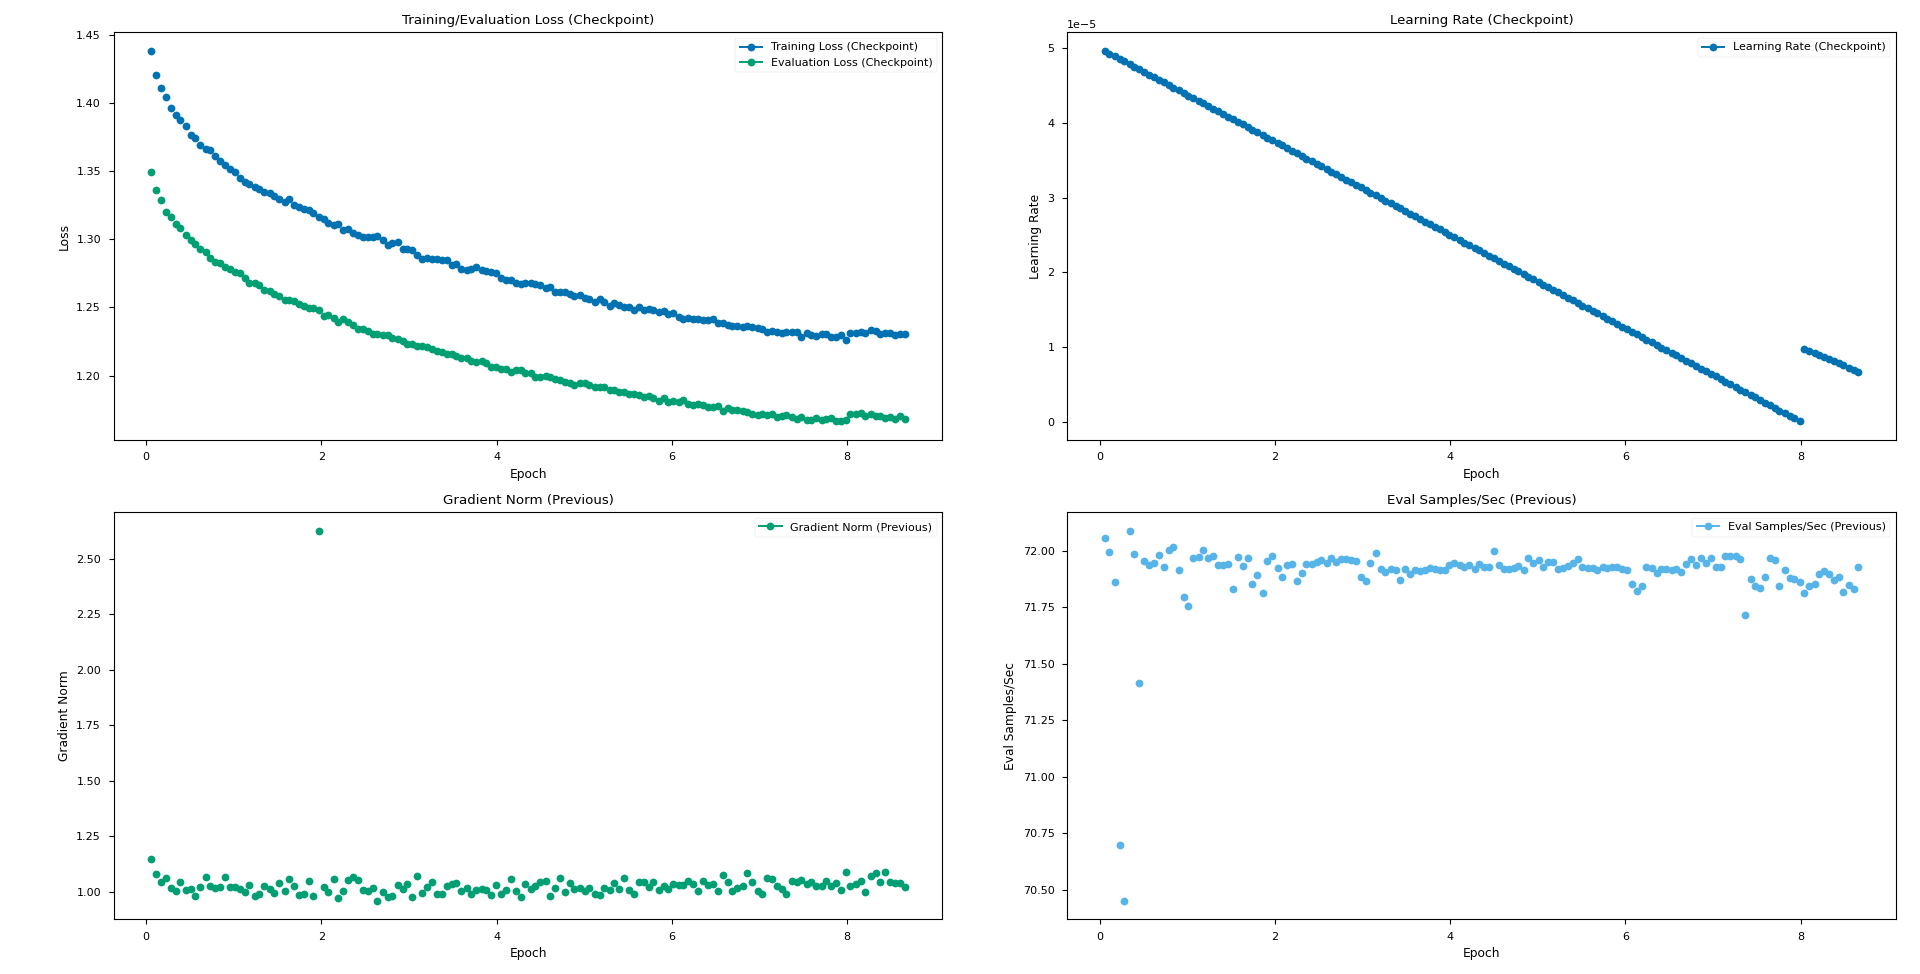 Training/Evaluation Loss (Checkpoint)
Training Loss (Checkpoint)
Evaluation Loss (Checkpoint)
1.45
1.40
1.35
1.30
1.25
1.20
Loss
0 2 4 6 8
Epoch
Learning Rate (Checkpoint)
1e−5
Learning Rate (Checkpoint)
5
4
3
2
1
0
Learning Rate
0 2 4 6 8
Epoch
Gradient Norm (Previous)
Gradient Norm (Previous)
2.50
2.25
2.00
1.75
1.50
1.25
1.00
Gradient Norm
0 2 4 6 8
Epoch
Eval Samples/Sec (Previous)
Eval Samples/Sec (Previous)
72.00
71.75
71.50
71.25
71.00
70.75
70.50
Eval Samples/Sec
0 2 4 6 8
Epoch